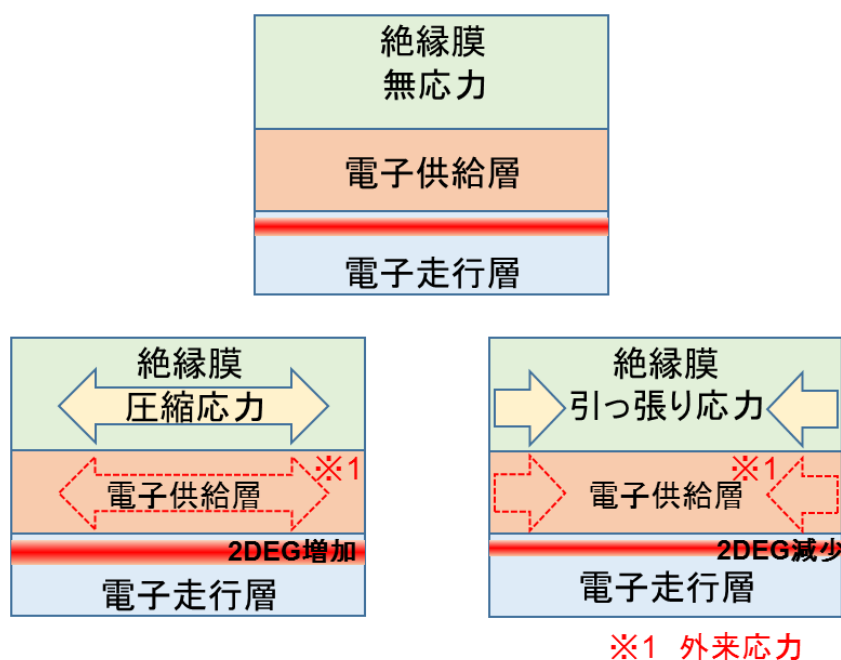 絶縁膜
無応力
電子供給層
電子走行層
絶縁膜
圧縮応力
※1
電子供給層
2DEG増加
電子走行層
絶縁膜
引っ張り応力
※1
電子供給層
2DEG減少
電子走行層
※1 外来応力